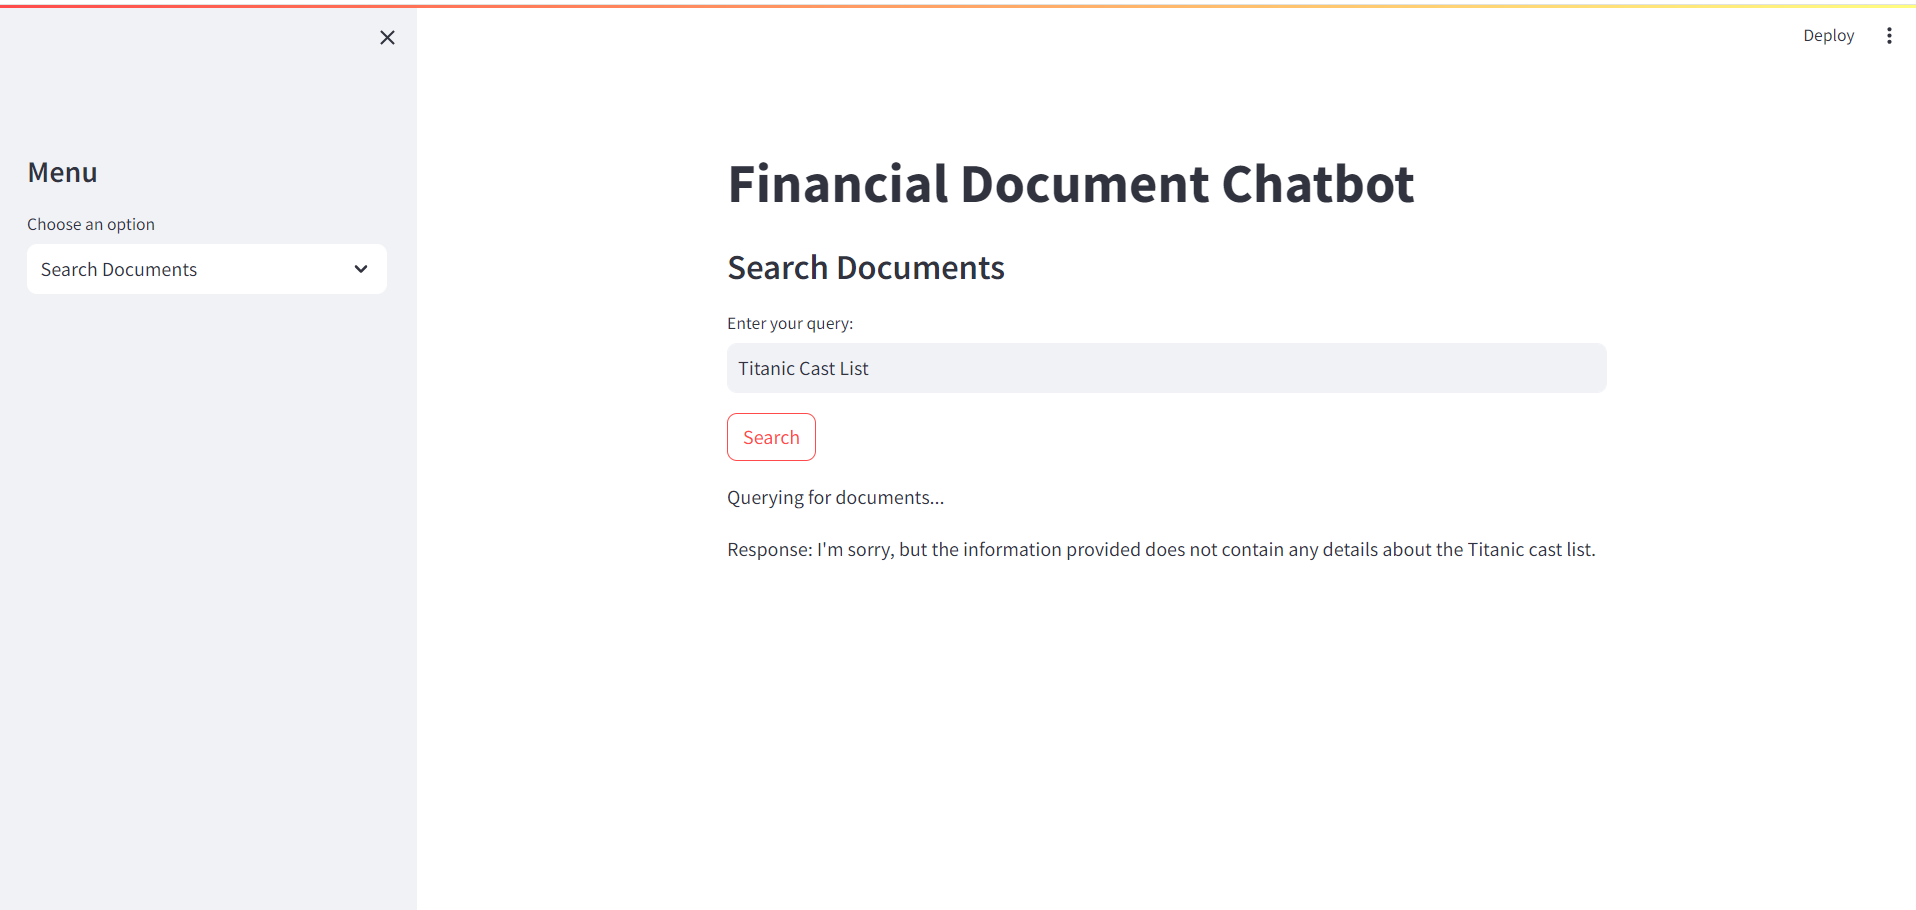 Deploy
Menu
Choose an option
Search Documents
Financial Document Chatbot
Search Documents
Enter your query:
Titanic Cast List
Search
Querying for documents...
Response: I'm sorry, but the information provided does not contain any details about the Titanic cast list.